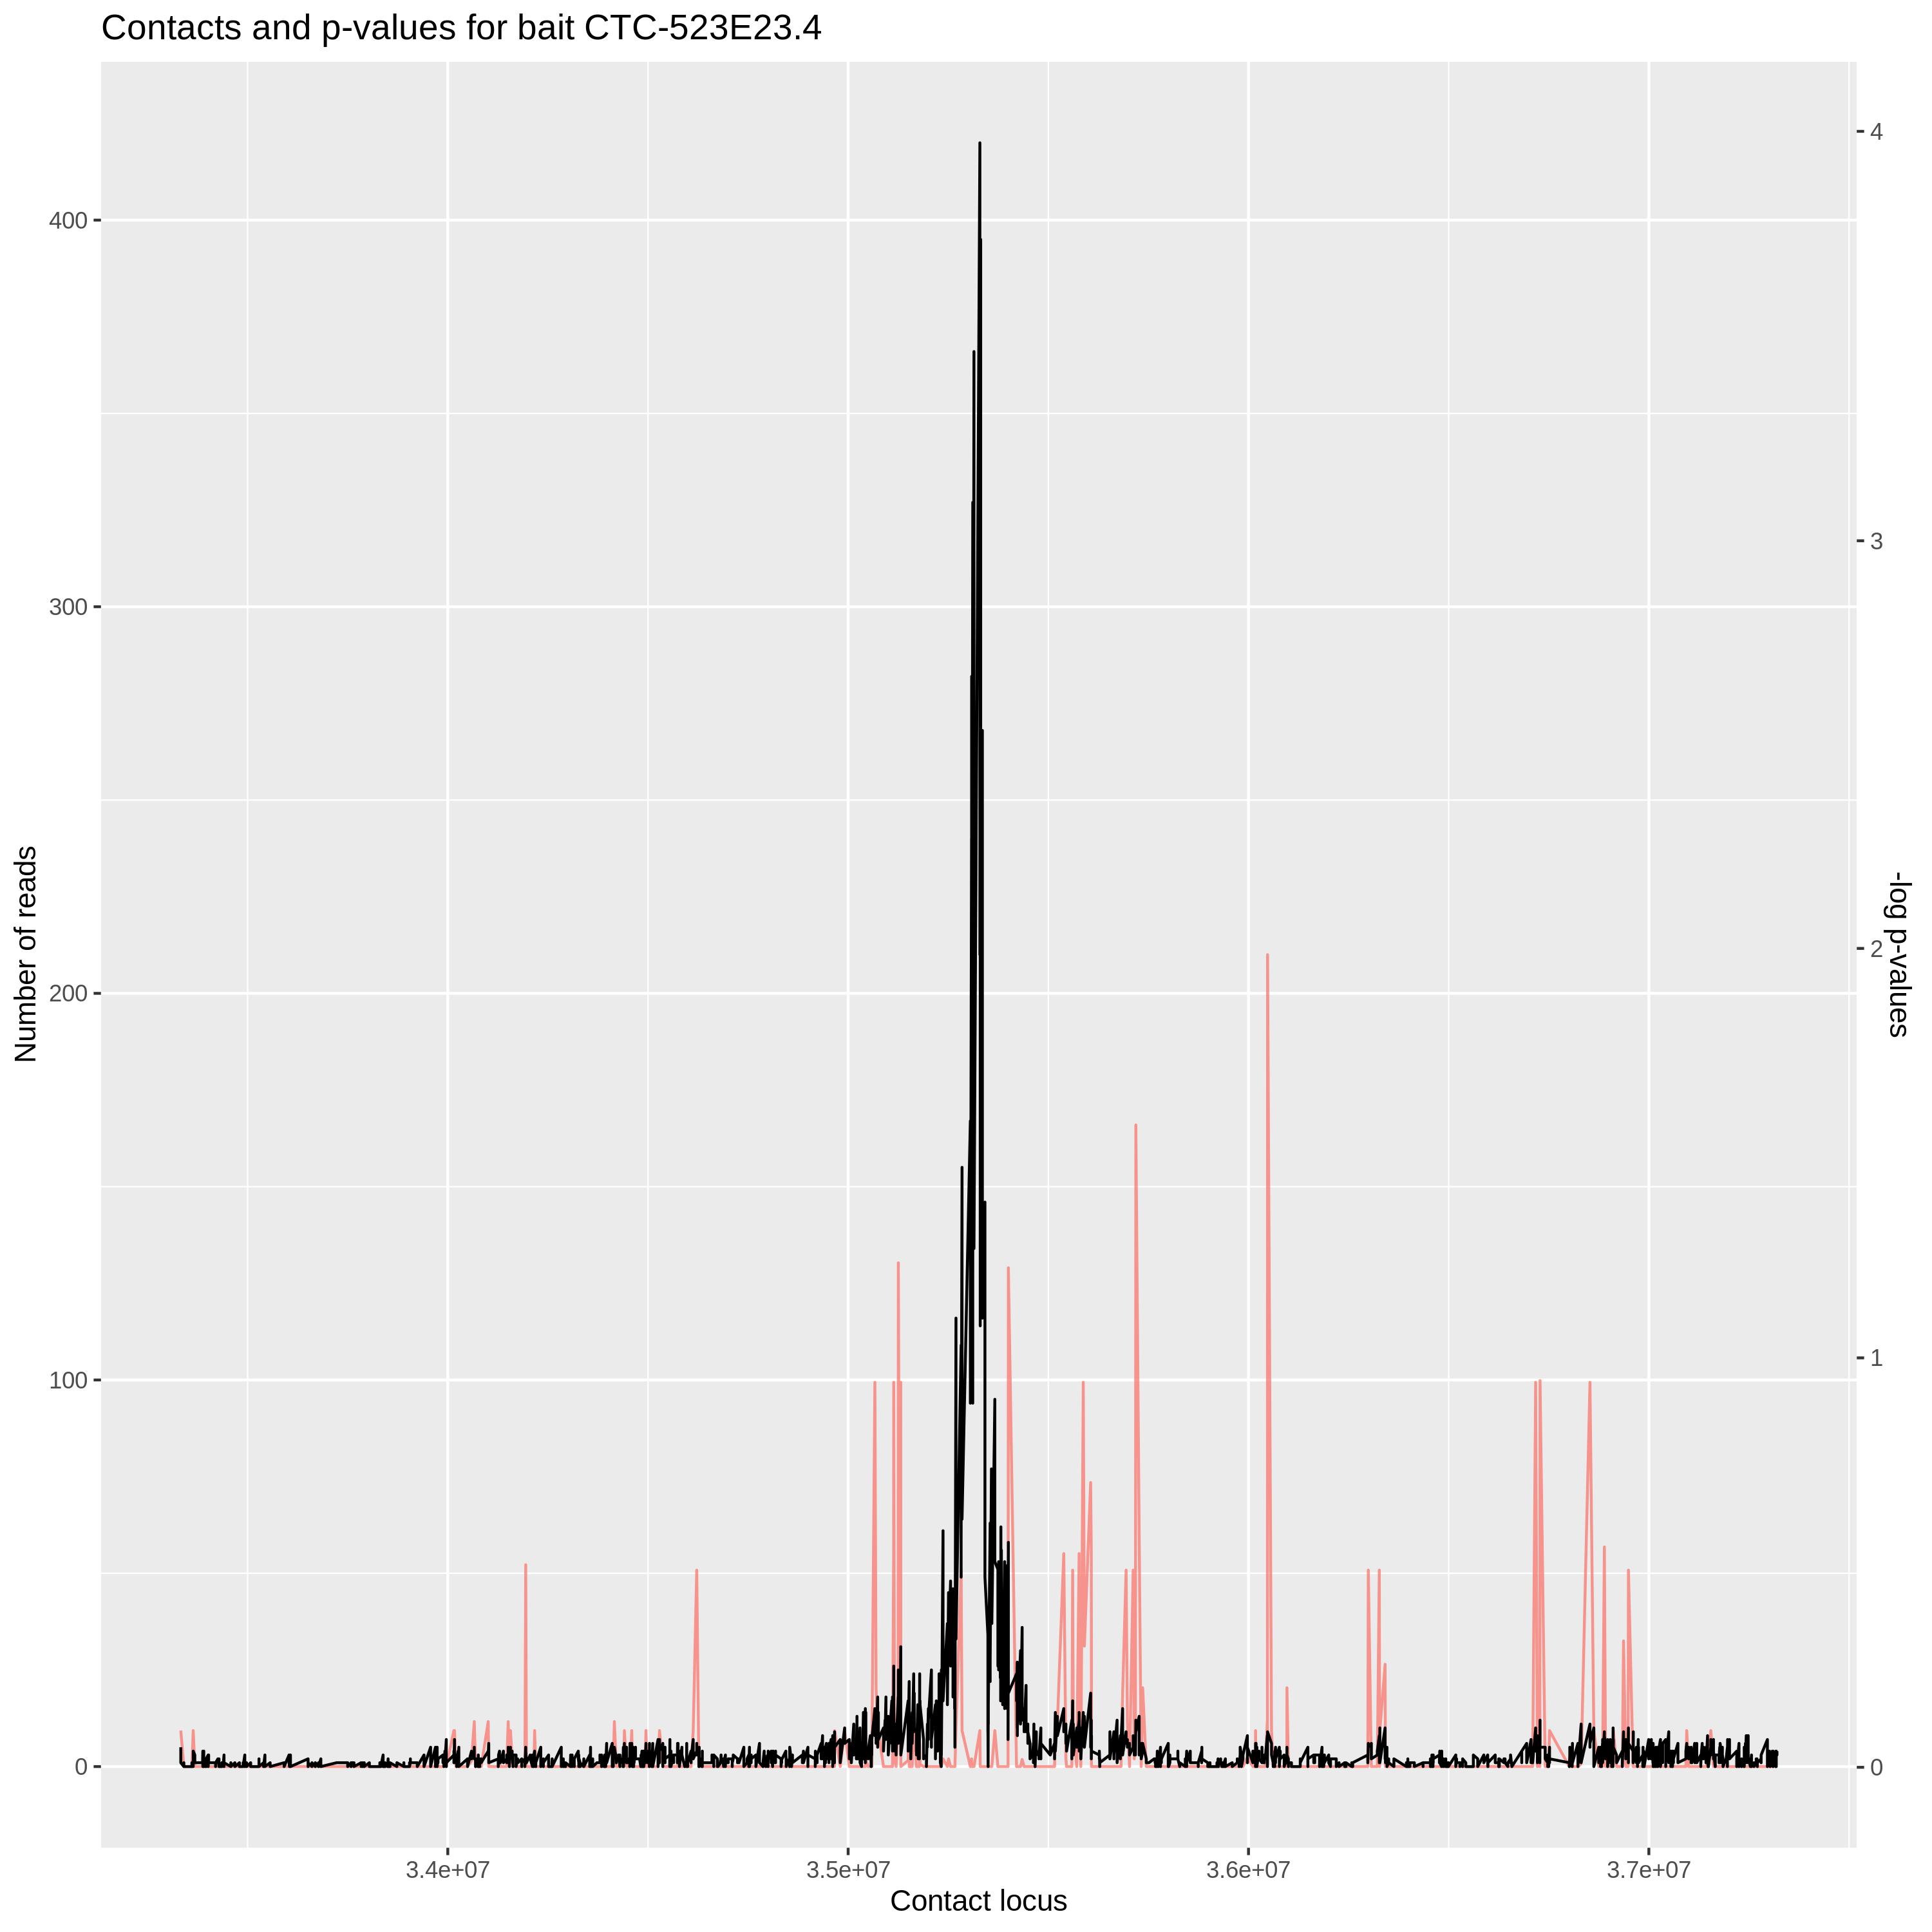 Contacts and p-values for bait CTC-523E23.4
Number of reads
400
300
200
100
0
4
3
2
1
0
-log p-values
3.4e+07 3.5e+07 3.6e+07 3.7e+07
Contact locus